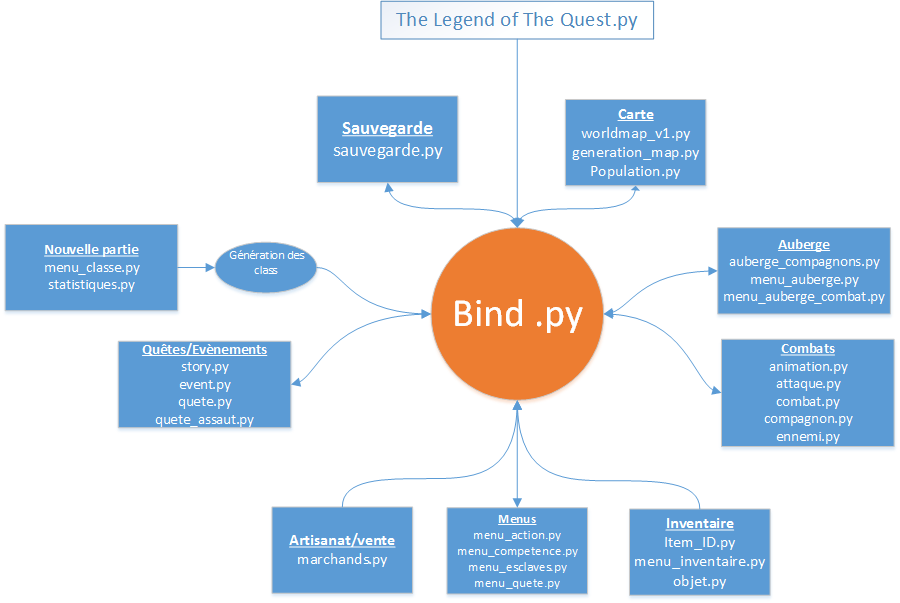 The Legend of The Quest.py
Sauvegarde
sauvegarde.py
Carte
worldmap_v1.py
generation_map.py
Population.py
Nouvelle partie
menu_classe.py
statistiques.py
Génération des
class
Bind .py
Auberge
auberge_compagnons.py
menu_auberge.py
menu_auberge_combat.py
Quêtes/Evènements
story.py
event.py
quete.py
quete_assaut.py
Combats
animation.py
attaque.py
combat.py
compagnon.py
ennemi.py
Artisanat/vente
marchands.py
Menus
menu_action.py
menu_competence.py
menu_esclaves.py
menu_quete.py
Inventaire
Item_ID.py
menu_inventaire.py
objet.py